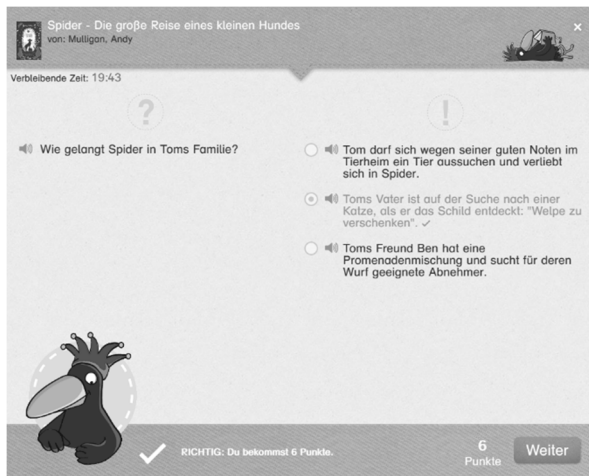 Spider - Die große Reise eines kleinen Hundes
von: Mulligan, Andy
×
Verbleibende Zeit: 19:43
?
!
Wie gelangt Spider in Toms Familie?
Tom darf sich wegen seiner guten Noten im
Tierheim ein Tier aussuchen und verliebt
sich in Spider.
Toms Vater ist auf der Suche nach einer
Katze, als er das Schild entdeckt: "Welpe zu
verschenken". ✓
Toms Freund Ben hat eine
Promenadenmischung und sucht für deren
Wurf geeignete Abnehmer.
RICHTIG: Du bekommst 6 Punkte.
6
Punkte
Weiter